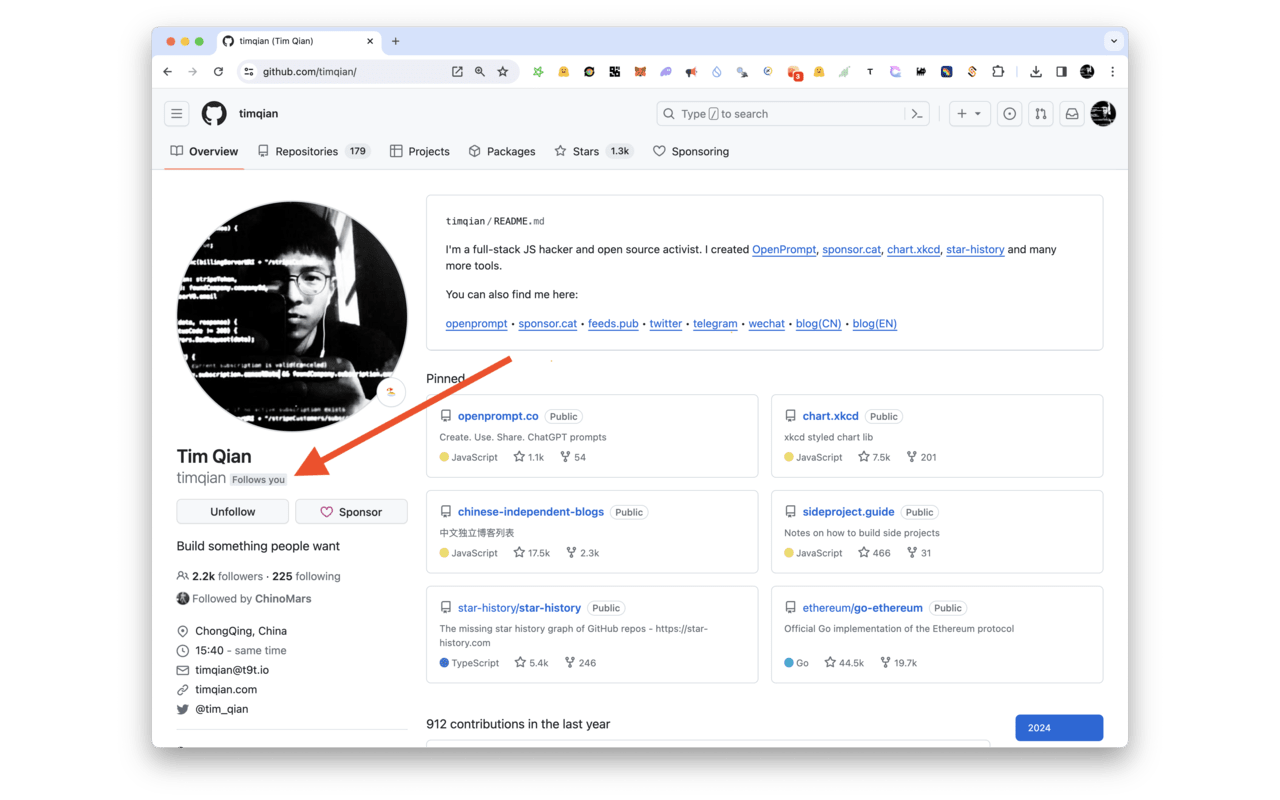 timqian (Tim Qian)
github.com/timqian/
3
T
timqian
Type / to search
Overview Repositories 179 Projects Packages Stars 1.3k Sponsoring
timqian/README.md
I'm a full-stack JS hacker and open source activist. I created OpenPrompt, sponsor.cat, chart.xkcd, star-history and many
more tools.
You can also find me here:
openprompt • sponsor.cat • feeds.pub • twitter • telegram • wechat • blog(CN) • blog(EN)
Tim Qian
timqian Follows you
Unfollow Sponsor
Build something people want
2.2k followers · 225 following
Followed by ChinoMars
ChongQing, China
15:40 - same time
timqian@t9t.io
timqian.com
@tim_qian
Pinned
openprompt.co Public
Create. Use. Share. ChatGPT prompts
JavaScript 1.1k 54
chart.xkcd Public
xkcd styled chart lib
JavaScript 7.5k 201
chinese-independent-blogs Public
中文独立博客列表
JavaScript 17.5k 2.3k
sideproject.guide Public
Notes on how to build side projects
JavaScript 466 31
star-history/star-history Public
The missing star history graph of GitHub repos - https://star-
history.com
TypeScript 5.4k 246
ethereum/go-ethereum Public
Official Go implementation of the Ethereum protocol
Go 44.5k 19.7k
912 contributions in the last year
2024